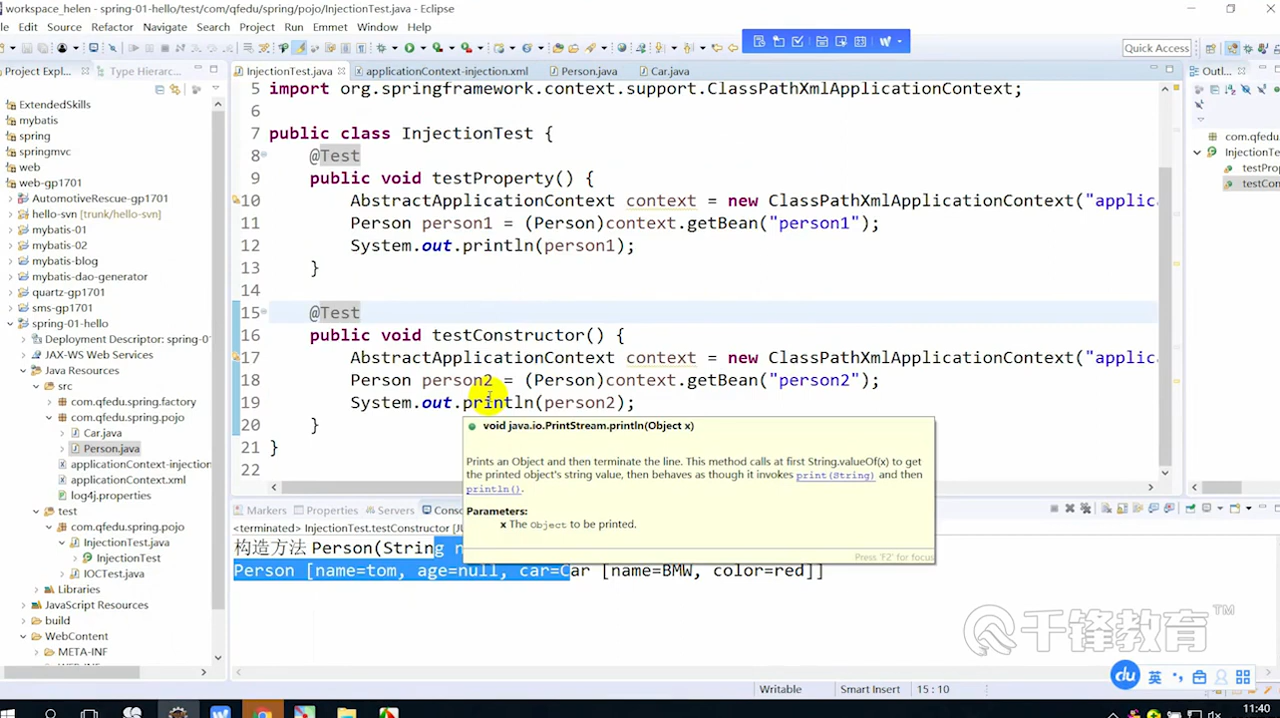 workspace_helen - spring-01-hello/test/com/qfedu/spring/pojo/InjectionTest.java - Eclipse
Edit Source Refactor Navigate Search Project Run Emmet Window Help
Quick Access
Project Expl...
Type Hierarc...
InjectionTest.java
applicationContext-injection.xml
Person.java
Car.java
Outl...
ExtendedSkills
mybatis
spring
springmvc
web
web-gp1701
AutomotiveRescue-gp1701
hello-svn [trunk/hello-svn]
mybatis-01
mybatis-02
mybatis-blog
mybatis-dao-generator
quartz-gp1701
sms-gp1701
spring-01-hello
Deployment Descriptor: spring-0
JAX-WS Web Services
Java Resources
src
com.qfedu.spring.factory
com.qfedu.spring.pojo
Car.java
Person.java
applicationContext-injection
applicationContext.xml
log4j.properties
test
com.qfedu.spring.pojo
InjectionTest.java
InjectionTest
IOCTest.java
Libraries
JavaScript Resources
build
WebContent
META-INF
5 import org.springframework.context.support.ClassPathXmlApplicationContext;
6
7 public class InjectionTest {
8 @Test
9 public void testProperty() {
10 AbstractApplicationContext context = new ClassPathXmlApplicationContext("applic
11 Person person1 = (Person)context.getBean("person1");
12 System.out.println(person1);
13 }
14
15 @Test
16 public void testConstructor() {
17 AbstractApplicationContext context = new ClassPathXmlApplicationContext("applic
18 Person person2 = (Person)context.getBean("person2");
19 System.out.println(person2);
20 }
21 }
22
com.qfedu
InjectionTe
testProp
testCon
void java.io.PrintStream.println(Object x)
Prints an Object and then terminate the line. This method calls at first String.valueOf(x) to get
the printed object's string value, then behaves as though it invokes print(String) and then
println().
Parameters:
x The Object to be printed.
Press 'F2' for focus
Markers
Properties
Servers
Conso
<terminated> InjectionTest.testConstructor [
构造方法 Person(String n
Person [name=tom, age=null, car=Car [name=BMW, color=red]]
千锋教育™
du
英
Writable
Smart Insert
15 : 10
11:40